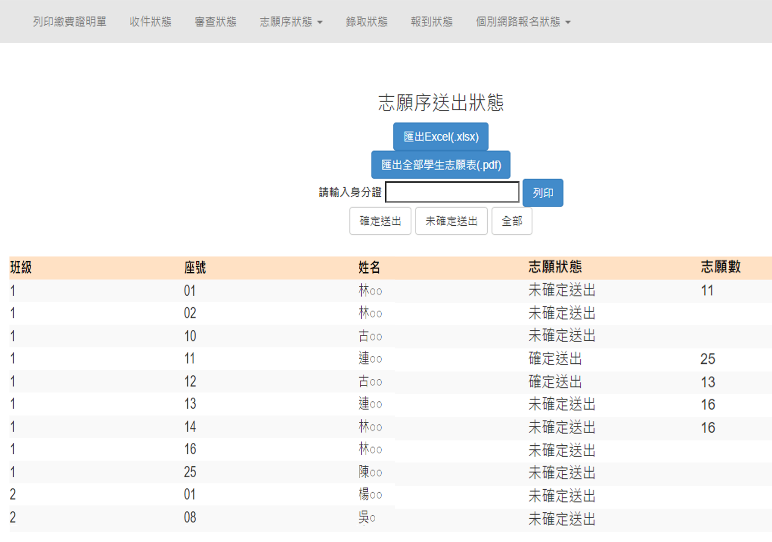 列印繳費證明單 收件狀態 審查狀態 志願序狀態 錄取狀態 報到狀態 個別網路報名狀態
志願序送出狀態
匯出Excel(.xlsx)
匯出全部學生志願表(.pdf)
請輸入身分證 列印
確定送出 未確定送出 全部
班級 座號 姓名 志願狀態 志願數
1 01 林○○ 未確定送出 11
1 02 林○○ 未確定送出
1 10 古○○ 未確定送出
1 11 連○○ 確定送出 25
1 12 古○○ 確定送出 13
1 13 連○○ 未確定送出 16
1 14 林○○ 未確定送出 16
1 16 林○○ 未確定送出
1 25 陳○○ 未確定送出
2 01 楊○○ 未確定送出
2 08 吳○ 未確定送出